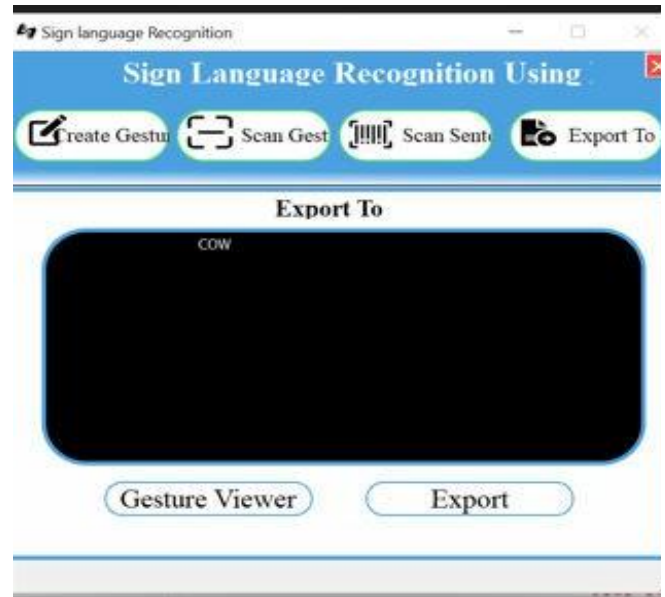 Sign language Recognition
Sign Language Recognition Using
Create Gestu Scan Gest Scan Sent Export To
Export To
COW
Gesture Viewer Export